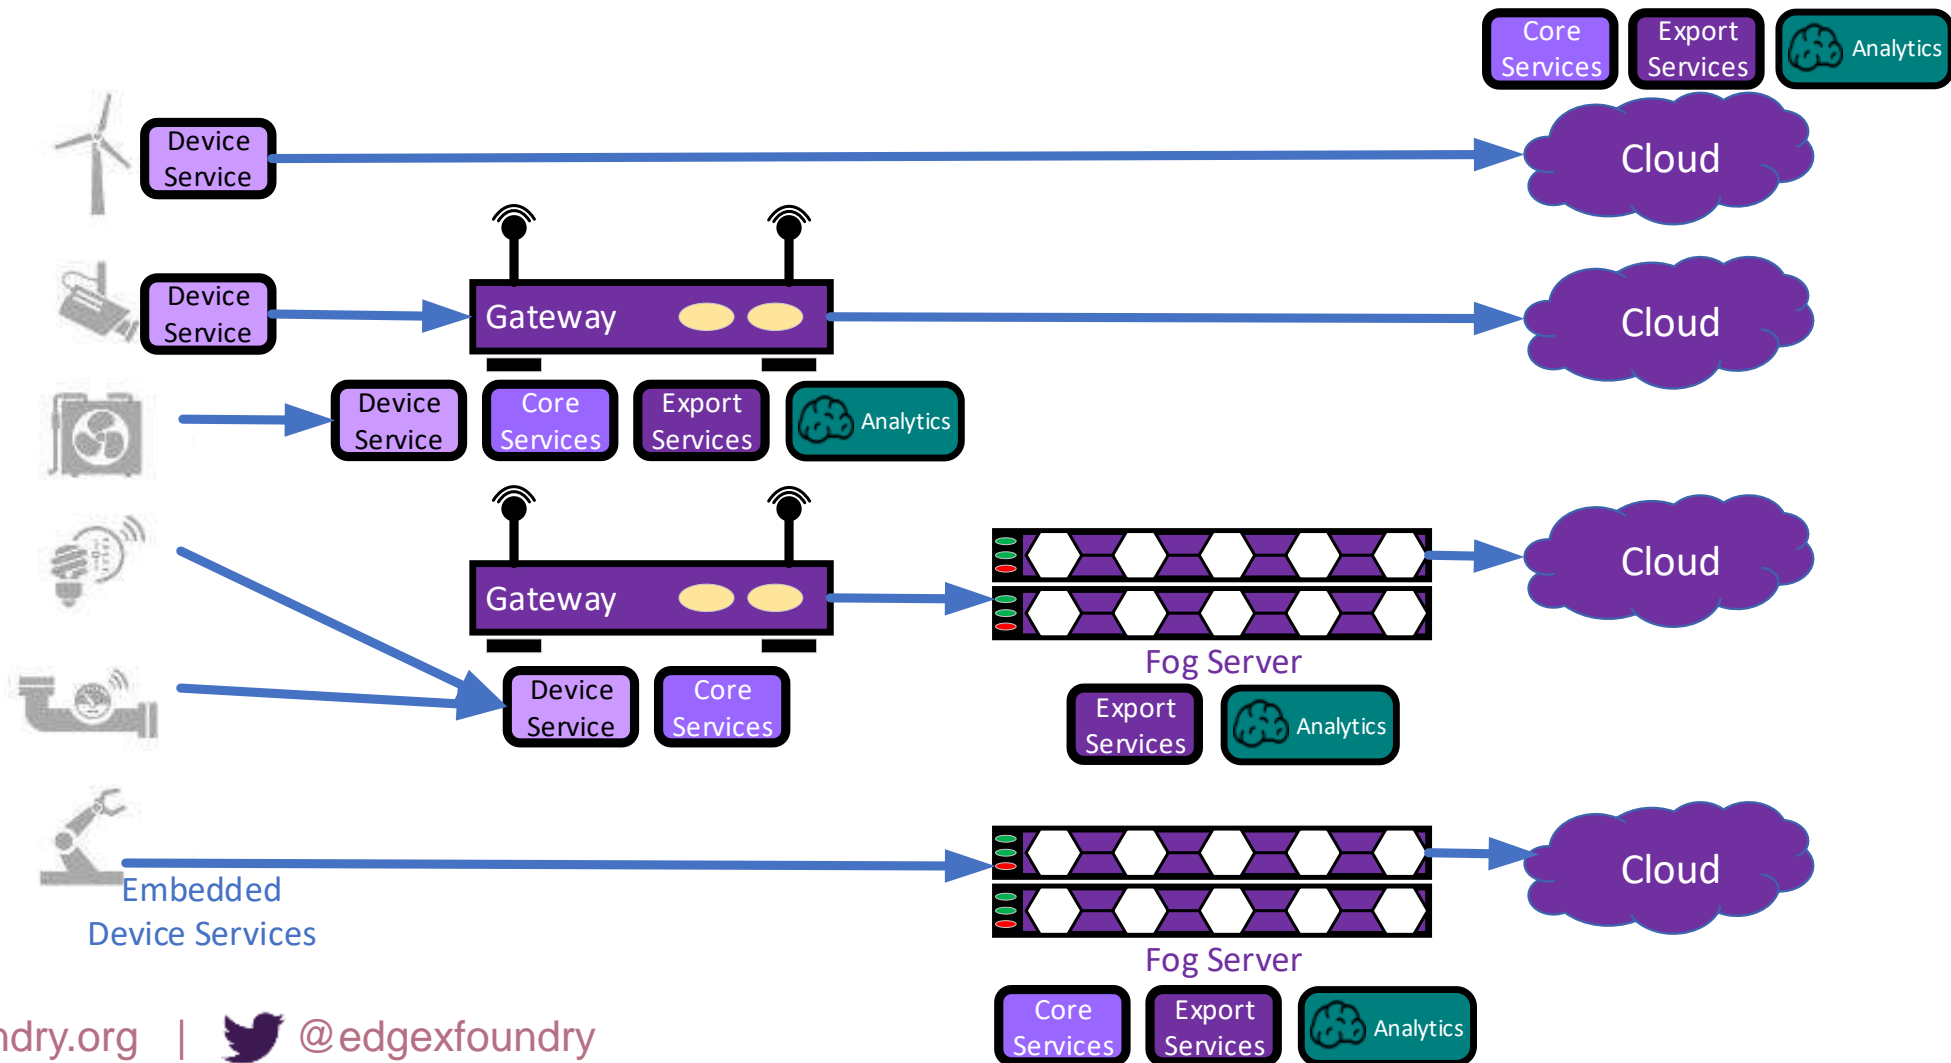 Core
Services
Export
Services
Analytics
Device
Service
Cloud
Device
Service
Gateway
Cloud
Device
Service
Core
Services
Export
Services
Analytics
Gateway
Cloud
Fog Server
Device
Service
Core
Services
Export
Services
Analytics
Cloud
Embedded
Device Services
Fog Server
Core
Services
Export
Services
Analytics
ndry.org | @edgexfoundry